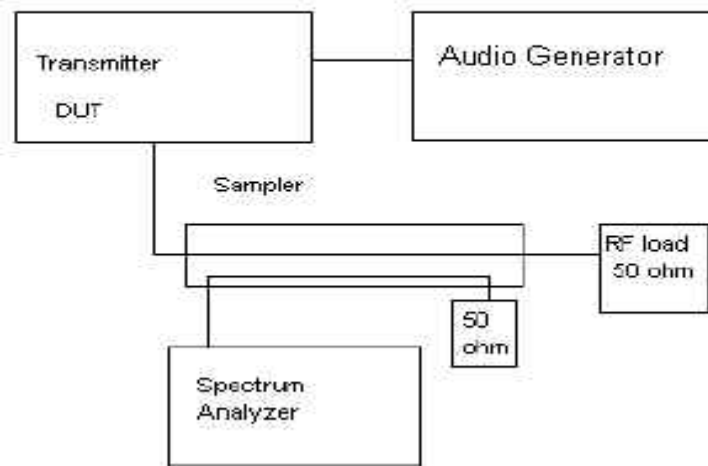 Transmitter
DUT
Audio Generator
Sampler
RF load
50 ohm
50
ohm
Spectrum
Analyzer